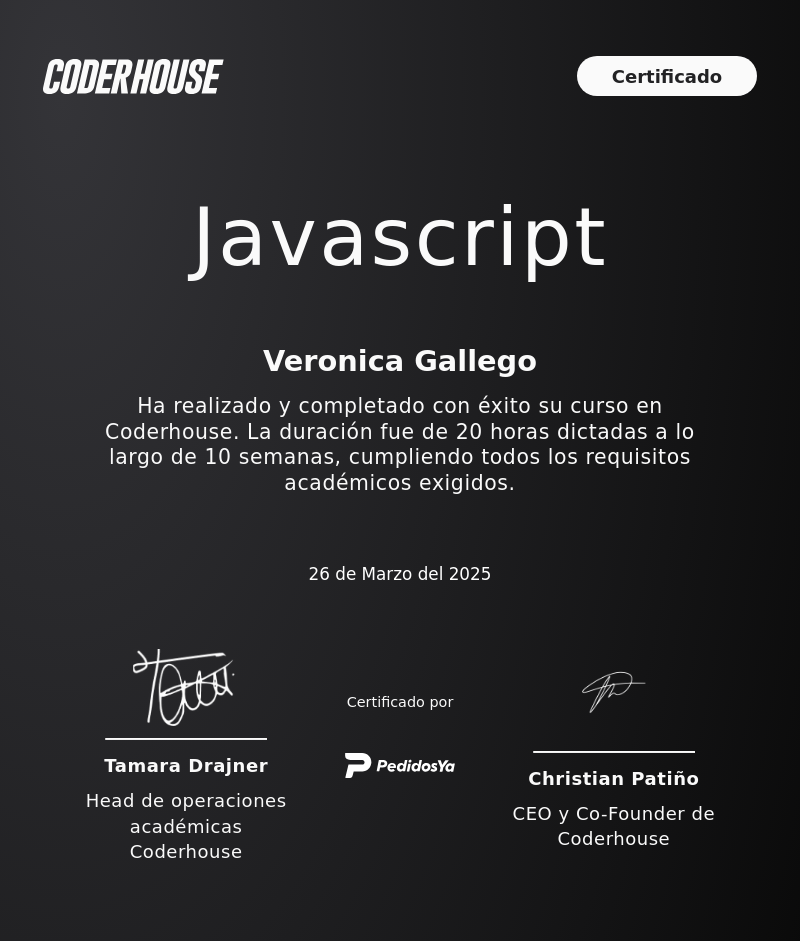 CODERHOUSE
Certificado
Javascript
Veronica Gallego
Ha realizado y completado con éxito su curso en
Coderhouse. La duración fue de 20 horas dictadas a lo
largo de 10 semanas, cumpliendo todos los requisitos
académicos exigidos.
26 de Marzo del 2025
Certificado por
PedidosYa
Tamara Drajner
Head de operaciones
académicas
Coderhouse
Christian Patiño
CEO y Co-Founder de
Coderhouse